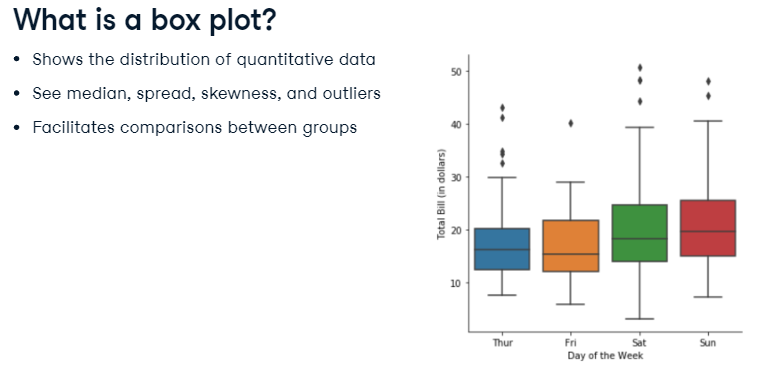 What is a box plot?
• Shows the distribution of quantitative data
• See median, spread, skewness, and outliers
• Facilitates comparisons between groups
Total Bill (in dollars)
50
40
30
20
10
Thur Fri Sat Sun
Day of the Week